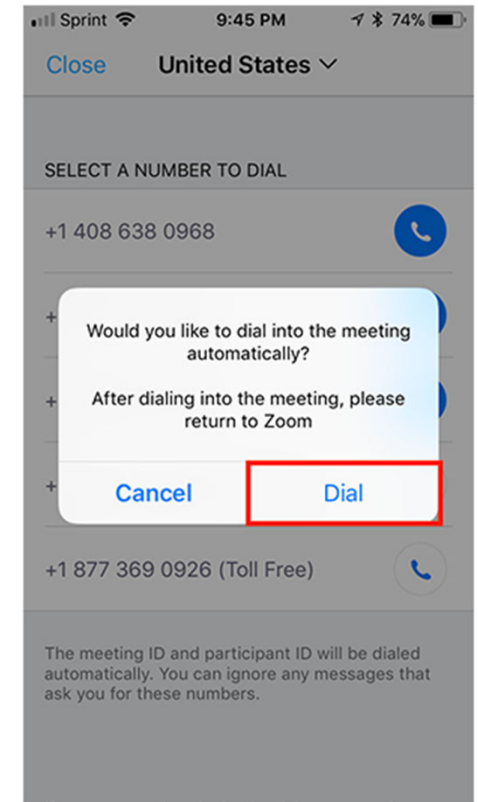 Sprint 9:45 PM 74%
Close United States
SELECT A NUMBER TO DIAL
+1 408 638 0968
+
Would you like to dial into the meeting
automatically?
+
After dialing into the meeting, please
return to Zoom
+
Cancel Dial
+1 877 369 0926 (Toll Free)
The meeting ID and participant ID will be dialed
automatically. You can ignore any messages that
ask you for these numbers.